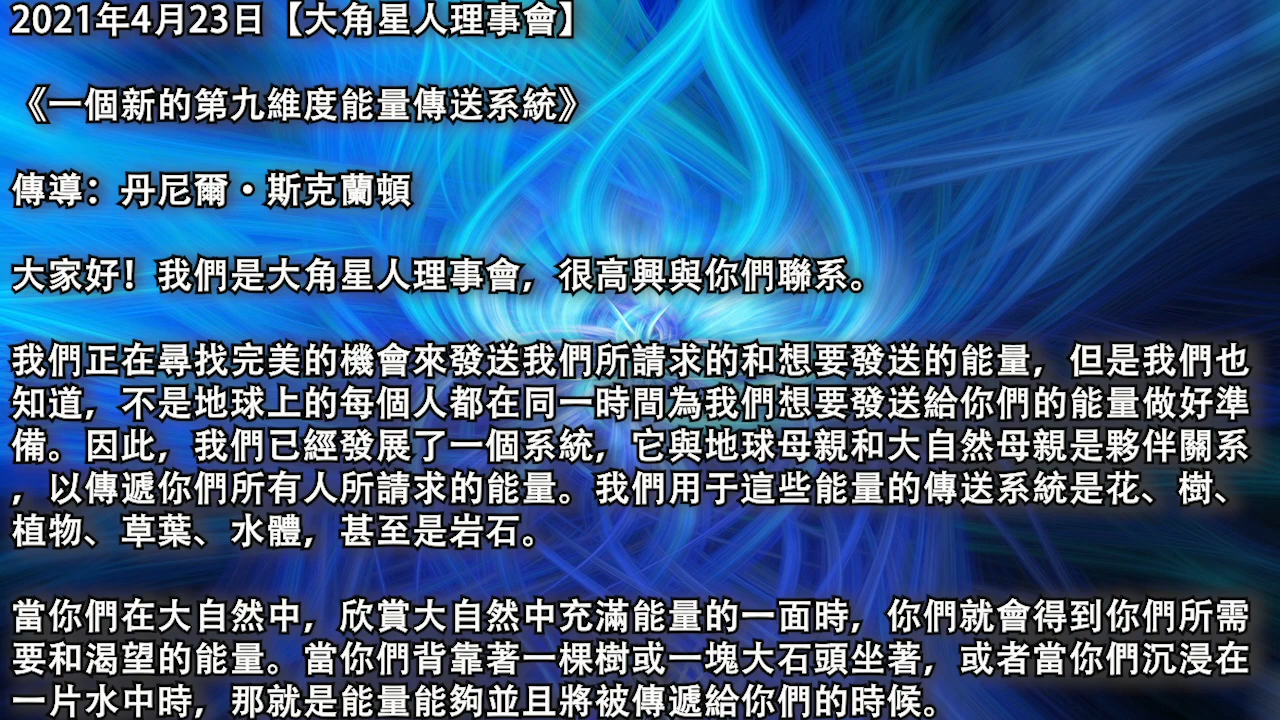 2021年4月23日【大角星人理事會】
《一個新的第九維度能量傳送系統》
傳導：丹尼爾·斯克蘭頓
大家好！我們是大角星人理事會，很高興與你們聯系。
我們正在尋找完美的機會來發送我們所請求的和想要發送的能量，但是我們也
知道，不是地球上的每個人都在同一時間為我們想要發送給你們的能量做好準
備。因此，我們已經發展了一個系統，它與地球母親和大自然母親是夥伴關系
，以傳遞你們所有人所請求的能量。我們用于這些能量的傳送系統是花、樹、
植物、草葉、水體，甚至是岩石。
當你們在大自然中，欣賞大自然中充滿能量的一面時，你們就會得到你們所需
要和渴望的能量。當你們背靠著一棵樹或一塊大石頭坐著，或者當你們沉浸在
一片水中時，那就是能量能夠並且將被傳遞給你們的時候。